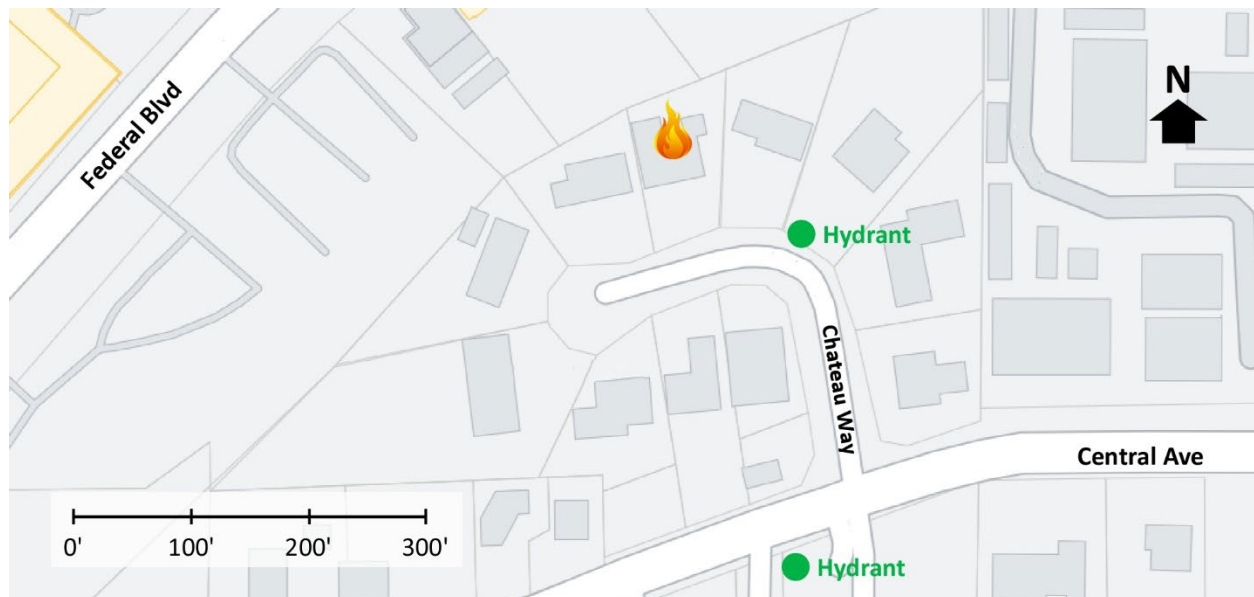 N
Federal Blvd
Hydrant
Chateau Way
Central Ave
0' 100' 200' 300'
Hydrant